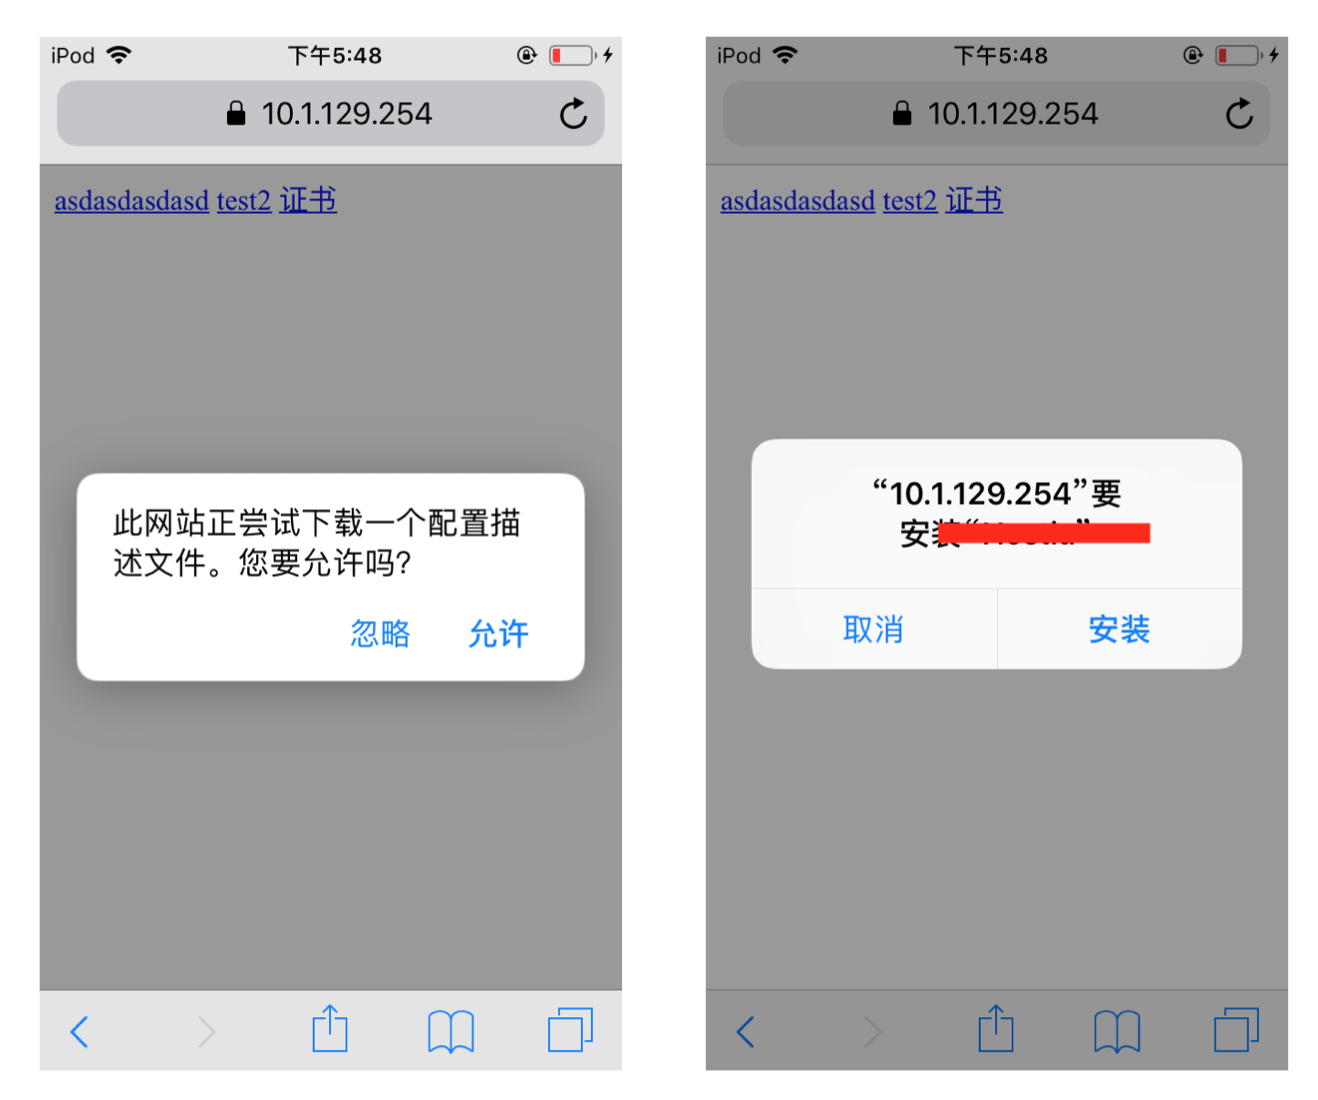 iPod 下午5:48
10.1.129.254
asdasdasdasd test2 证书
此网站正尝试下载一个配置描
述文件。您要允许吗?
忽略 允许
iPod 下午5:48
10.1.129.254
asdasdasdasd test2 证书
“10.1.129.254”要
安装
取消 安装